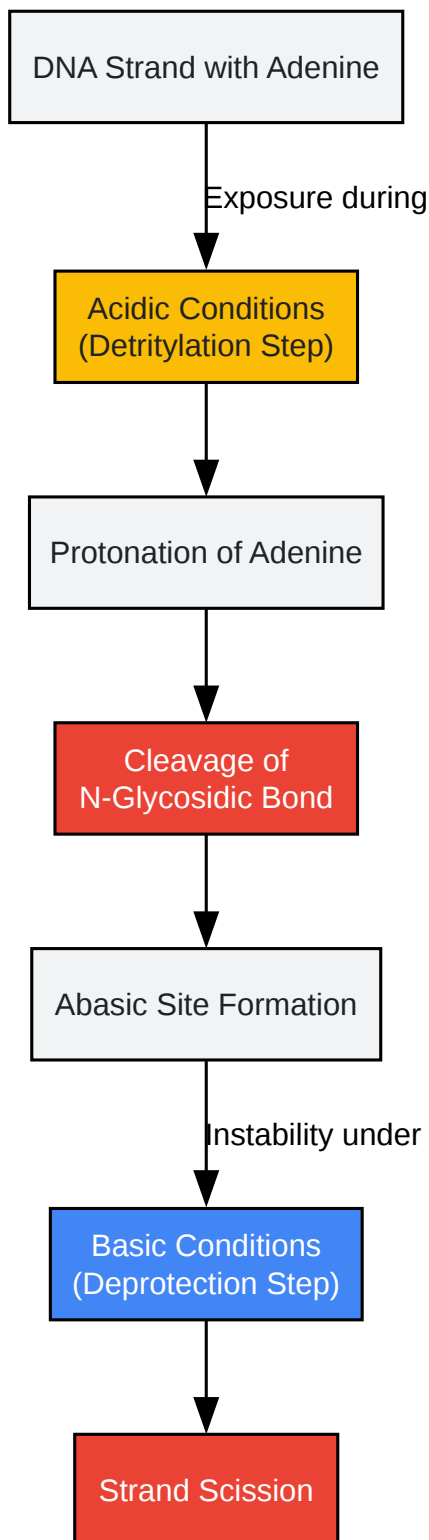 DNA Strand with Adenine
Exposure during
Acidic Conditions
(Detritylation Step)
Protonation of Adenine
Cleavage of
N-Glycosidic Bond
Abasic Site Formation
Instability under
Basic Conditions
(Deprotection Step)
Strand Scission